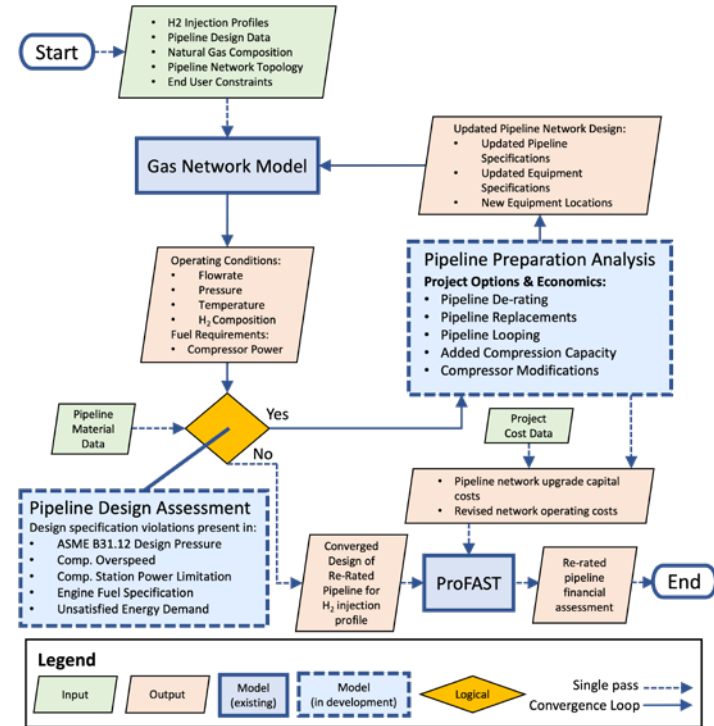 Start
• H2 Injection Profiles
• Pipeline Design Data
• Natural Gas Composition
• Pipeline Network Topology
• End User Constraints
Gas Network Model
Updated Pipeline Network Design:
• Updated Pipeline
Specifications
• Updated Equipment
Specifications
• New Equipment Locations
Operating Conditions:
• Flowrate
• Pressure
• Temperature
• H₂ Composition
Fuel Requirements:
• Compressor Power
Pipeline Preparation Analysis
Project Options & Economics:
• Pipeline De-rating
• Pipeline Replacements
• Pipeline Looping
• Added Compression Capacity
• Compressor Modifications
Pipeline
Material
Data
Yes
No
Project
Cost Data
Pipeline Design Assessment
Design specification violations present in:
• ASME B31.12 Design Pressure
• Comp. Overspeed
• Comp. Station Power Limitation
• Engine Fuel Specification
• Unsatisfied Energy Demand
• Pipeline network upgrade capital
costs
• Revised network operating costs
Converged
Design of
Re-Rated
Pipeline for
H₂ injection
profile
ProFAST
Re-rated
pipeline
financial
assessment
End
Legend
Input
Output
Model
(existing)
Model
(in development)
Logical
Single pass
Convergence Loop